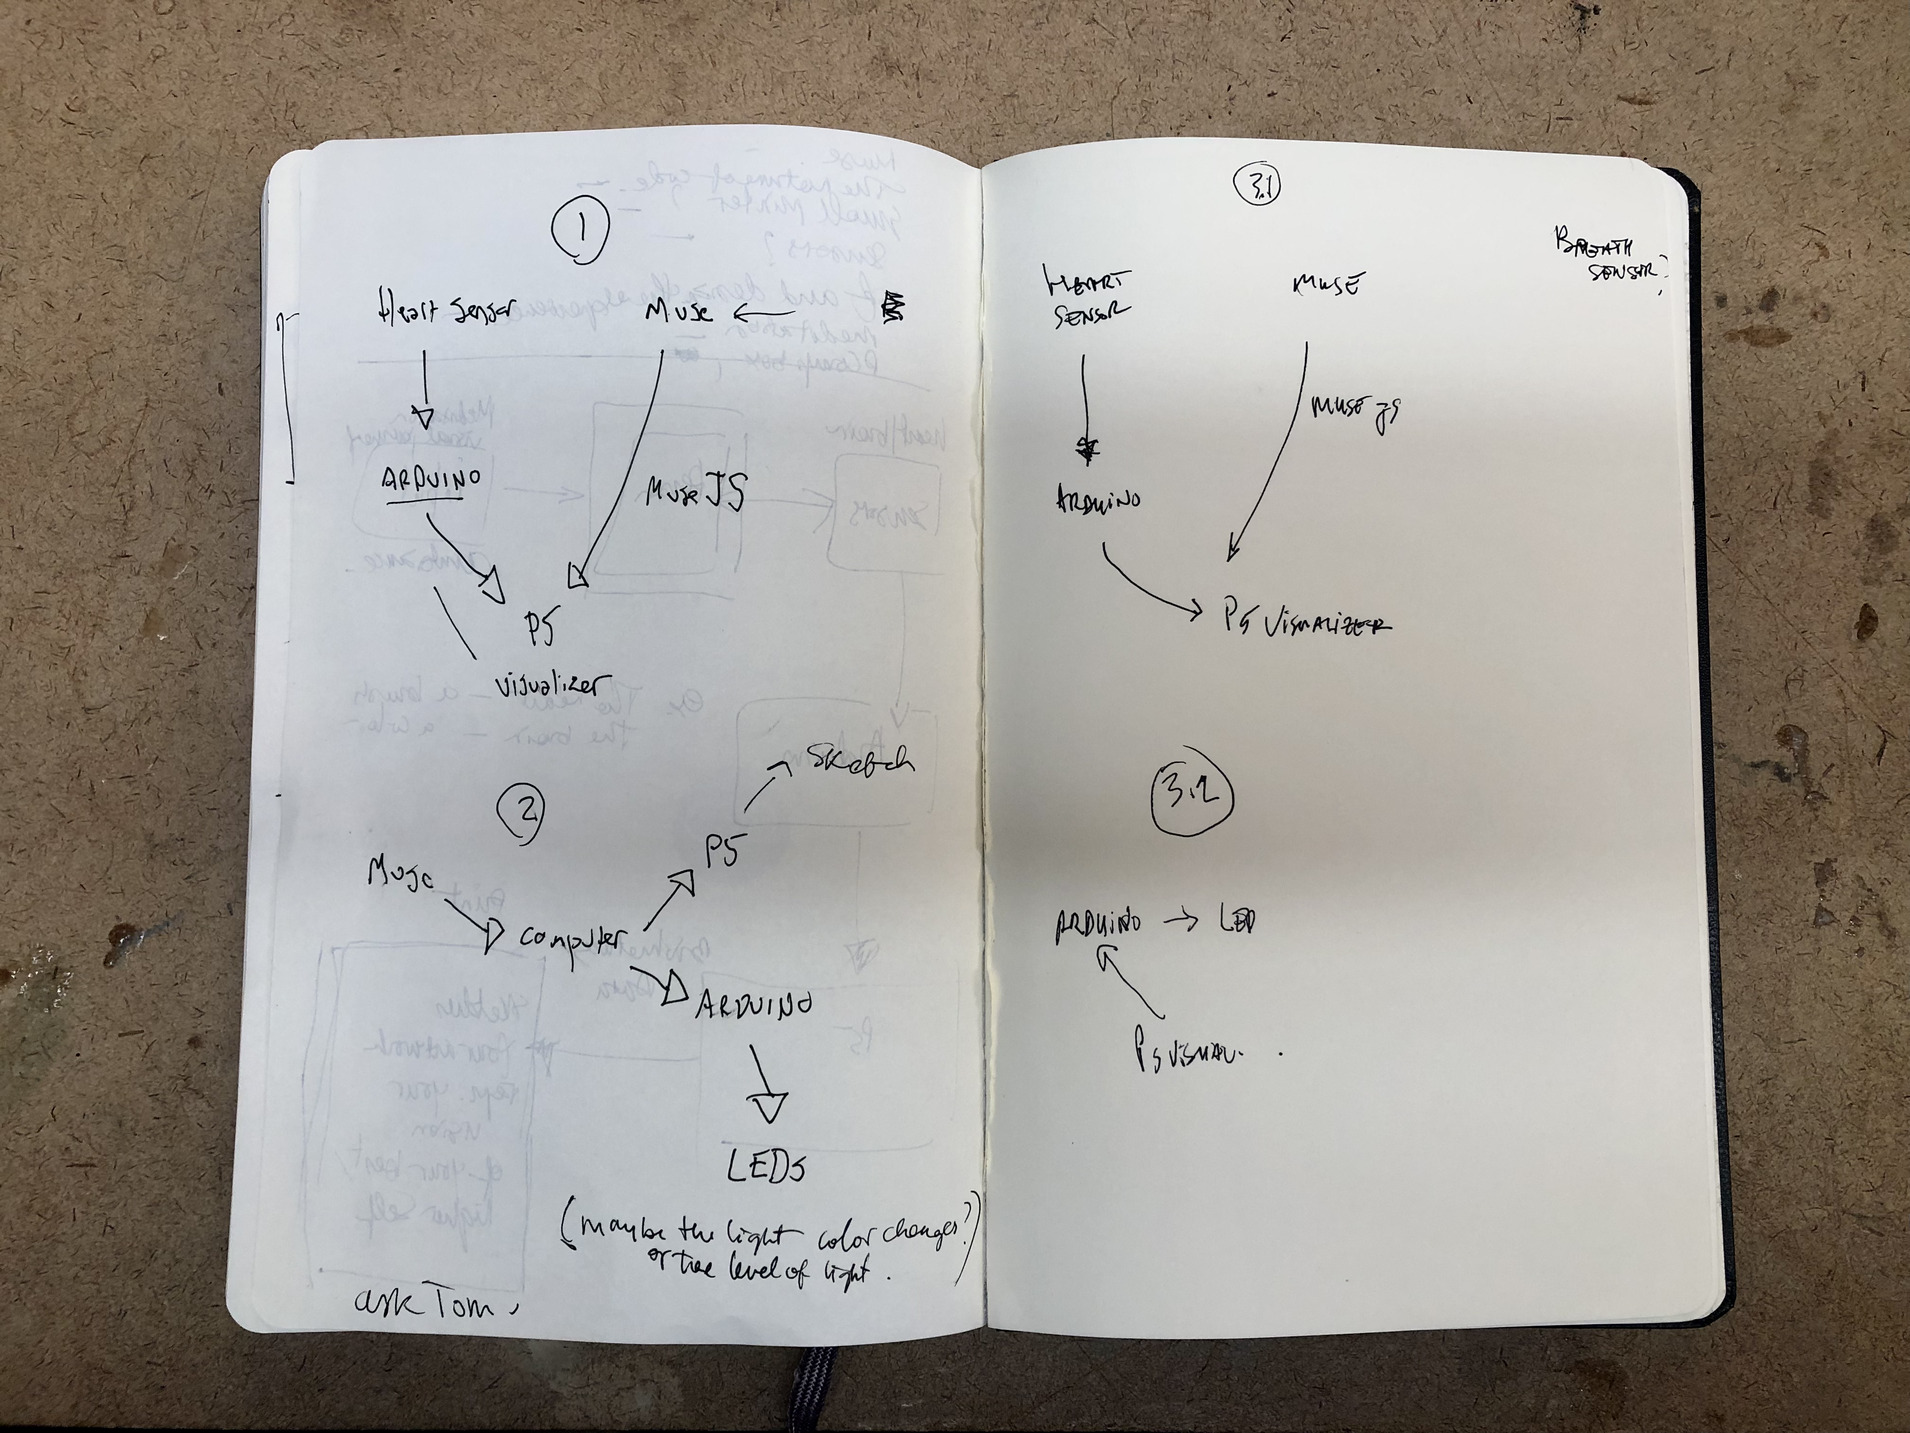 1
Heart sensor
Muse
ARDUINO
Muse JS
P5
visualizer
2
Sketch
P5
Muse
computer
ARDUINO
LEDs
(maybe the light color changes?)
or the level of light.
ask Tom.
3.1
BREATH
SENSOR?
HEART
SENSOR
MUSE
MUSE JS
ARDUINO
P5 VISUALIZER
3.2
ARDUINO → LED
P5 VISUAL.